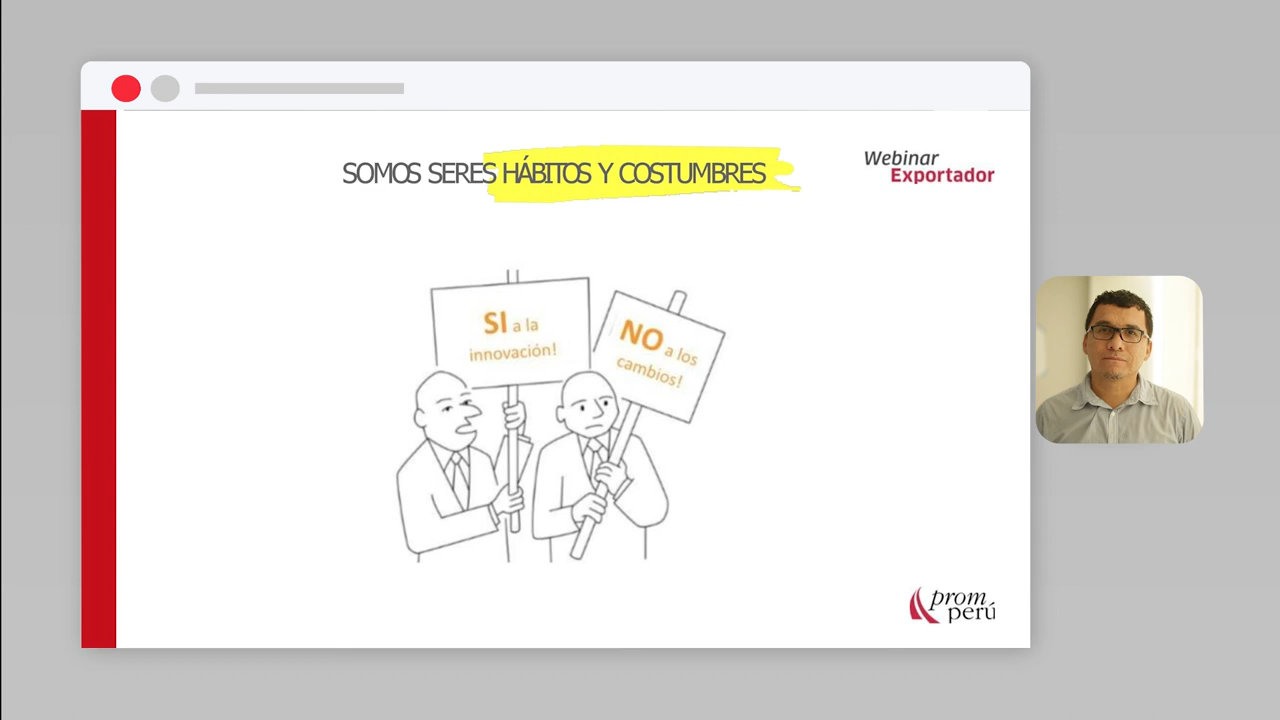 SOMOS SERES HÁBITOS Y COSTUMBRES
Webinar
Exportador
SI a la
innovación!
NO a los
cambios!
prom
perú